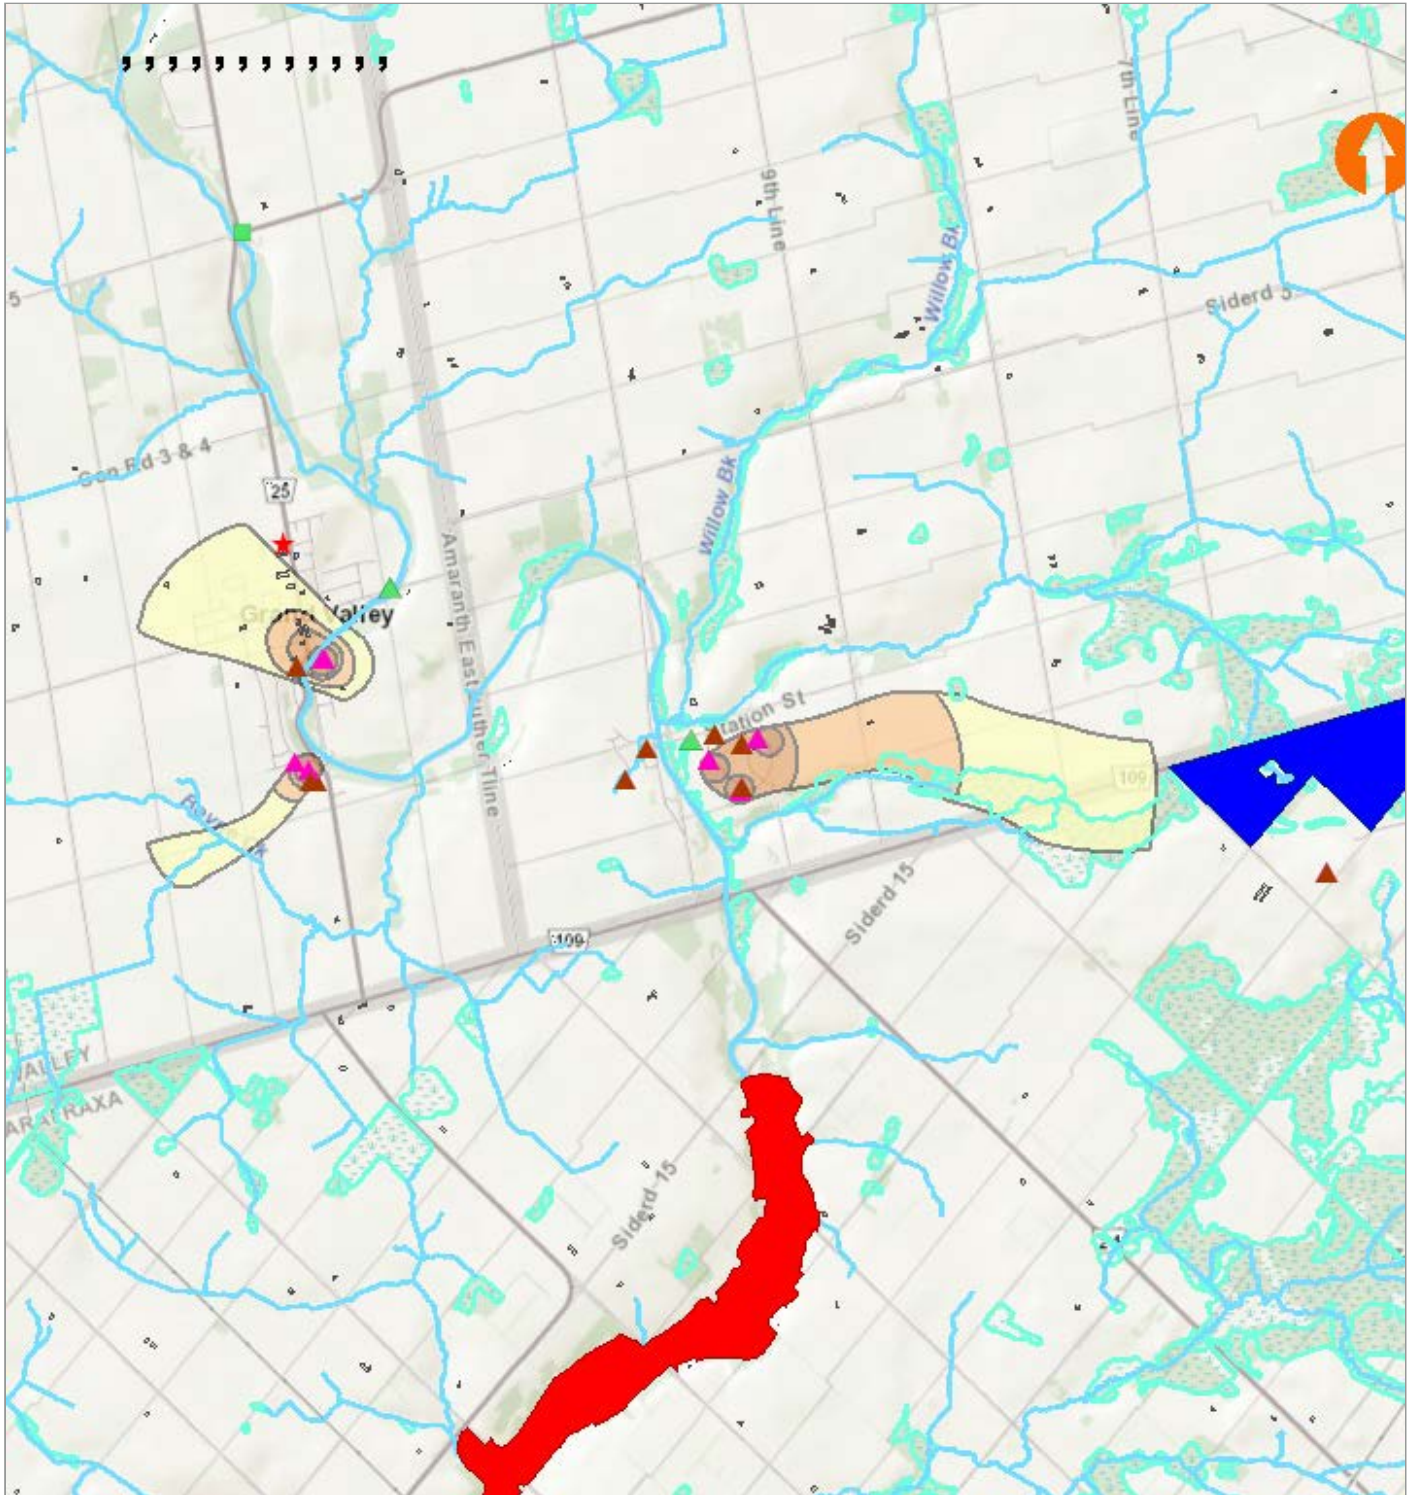 , , , , , , , , , , , ,
7th Line
9th Line
Willow Bk
5
Siderd 5
Con Rd 3 & 4
25
Willow Bk
Amaranth East Luther Tline
Grand Valley
Station St
109
Siderd 15
109
VALLEY
Siderd 15